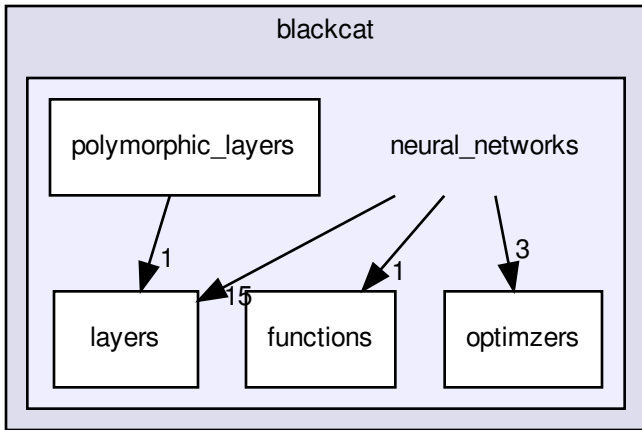 blackcat
polymorphic_layers
neural_networks
1
15
1
3
layers
functions
optimzers